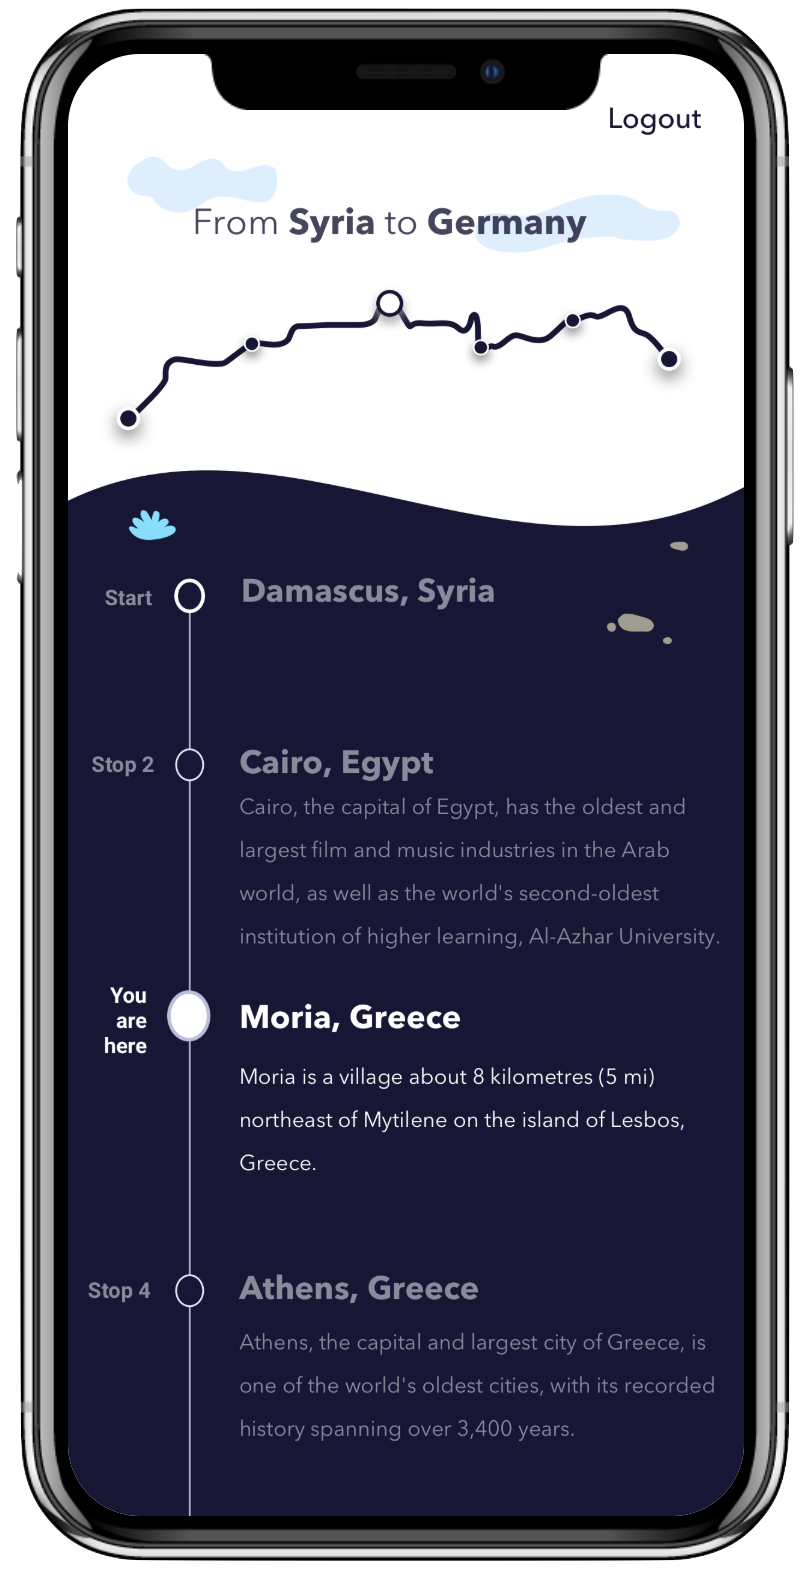 Logout
From Syria to Germany
Start
Damascus, Syria
Stop 2
Cairo, Egypt
Cairo, the capital of Egypt, has the oldest and
largest film and music industries in the Arab
world, as well as the world's second-oldest
institution of higher learning, Al-Azhar University.
You
are
here
Moria, Greece
Moria is a village about 8 kilometres (5 mi)
northeast of Mytilene on the island of Lesbos,
Greece.
Stop 4
Athens, Greece
Athens, the capital and largest city of Greece, is
one of the world's oldest cities, with its recorded
history spanning over 3,400 years.